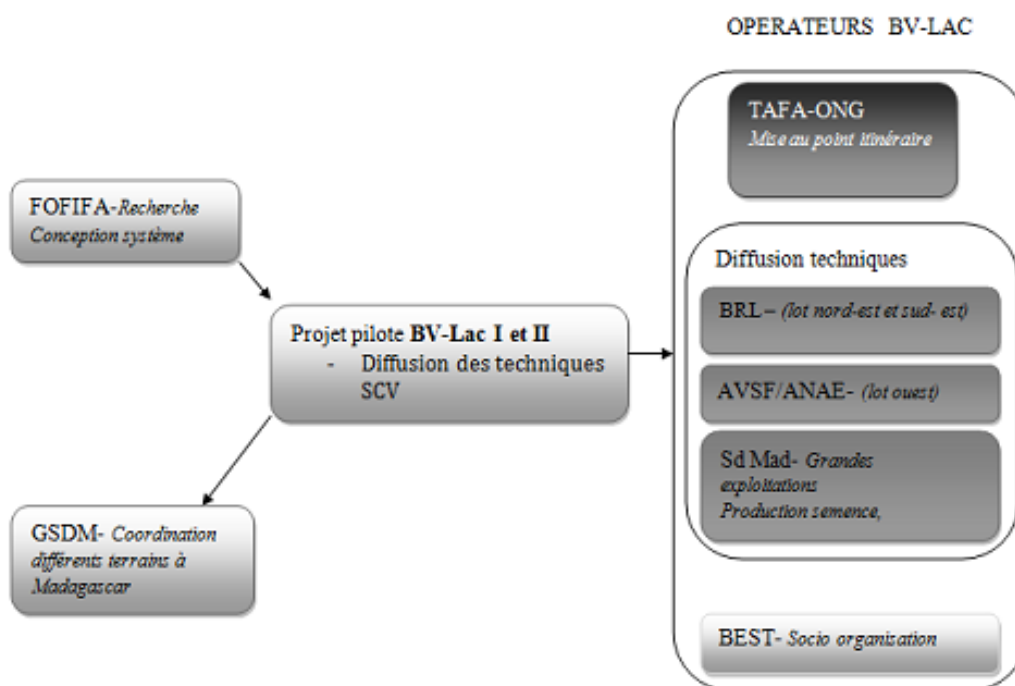 OPERATEURS BV-LAC
TAFA-ONG
Mise au point itinéraire
FOFIFA-Recherche
Conception système
Diffusion techniques
BRL – (lot nord-est et sud- est)
Projet pilote BV-Lac I et II
- Diffusion des techniques
SCV
AVSF/ANAE- (lot ouest)
Sd Mad- Grandes
exploitations
Production semence,
GSDM- Coordination
différents terrains à
Madagascar
BEST- Socio organization